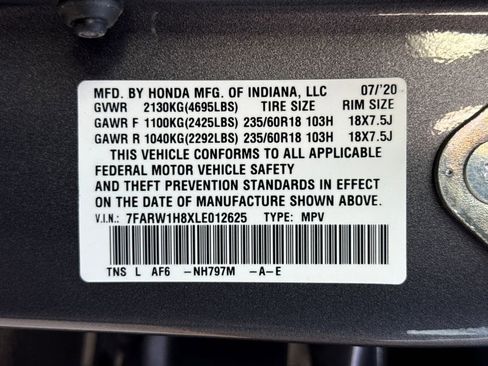 MFD. BY HONDA MFG. OF INDIANA, LLC 07/'20
GVWR 2130KG(4695LBS) TIRE SIZE RIM SIZE
GAWR F 1100KG(2425LBS) 235/60R18 103H 18X7.5J
GAWR R 1040KG(2292LBS) 235/60R18 103H 18X7.5J
THIS VEHICLE CONFORMS TO ALL APPLICABLE
FEDERAL MOTOR VEHICLE SAFETY
AND THEFT PREVENTION STANDARDS IN EFFECT
ON THE DATE OF MANUFACTURE SHOWN ABOVE.
V.I.N.: 7FARW1H8XLE012625 TYPE: MPV
TNS L AF6 -NH797M -A-E